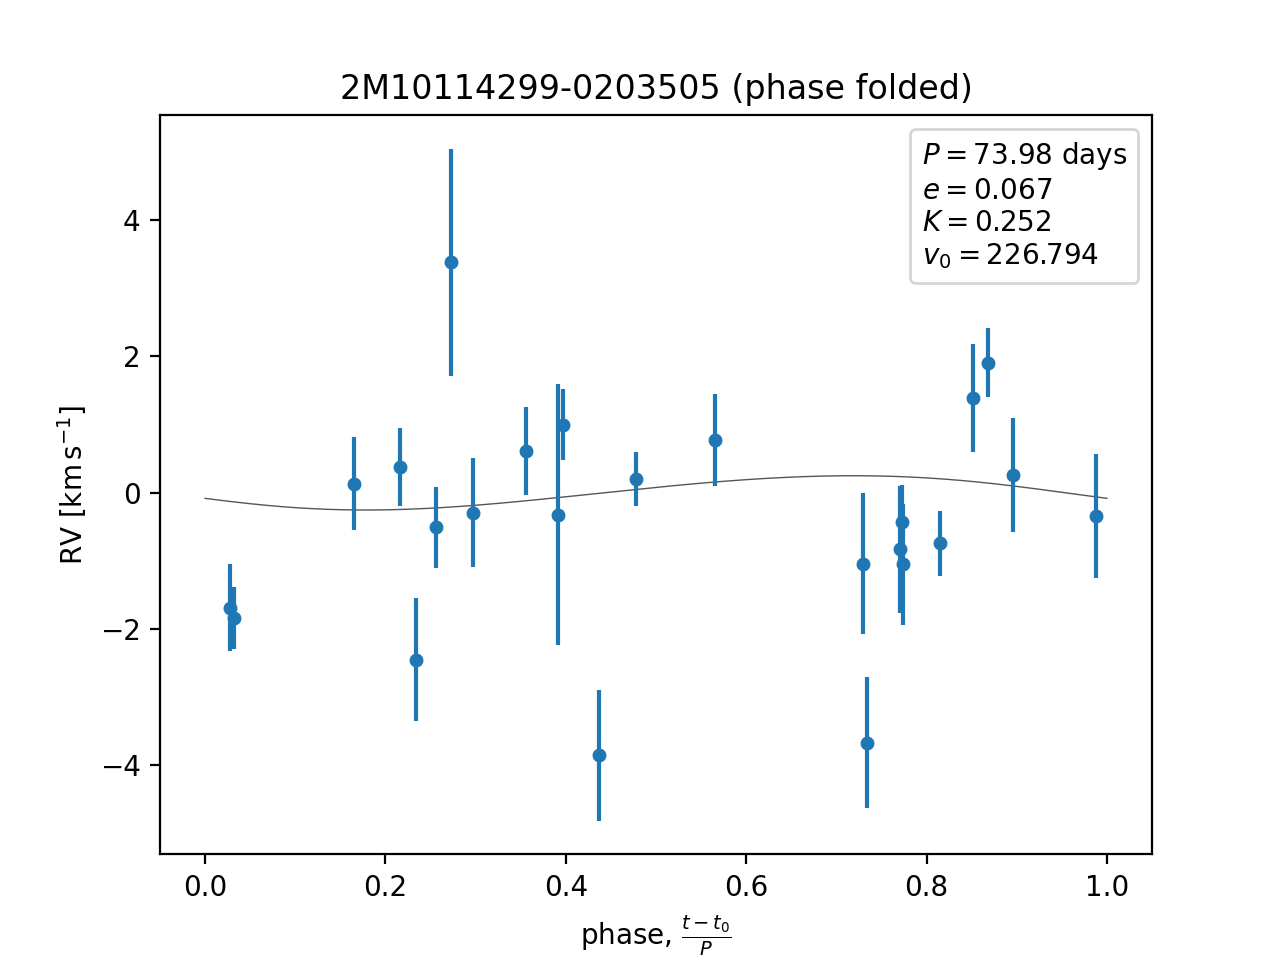 2M10114299-0203505 (phase folded)
P = 73.98 days
e = 0.067
K = 0.252
v₀ = 226.794
4
2
0
−2
−4
RV [km s⁻¹]
0.0 0.2 0.4 0.6 0.8 1.0
phase, (t − t₀)/P